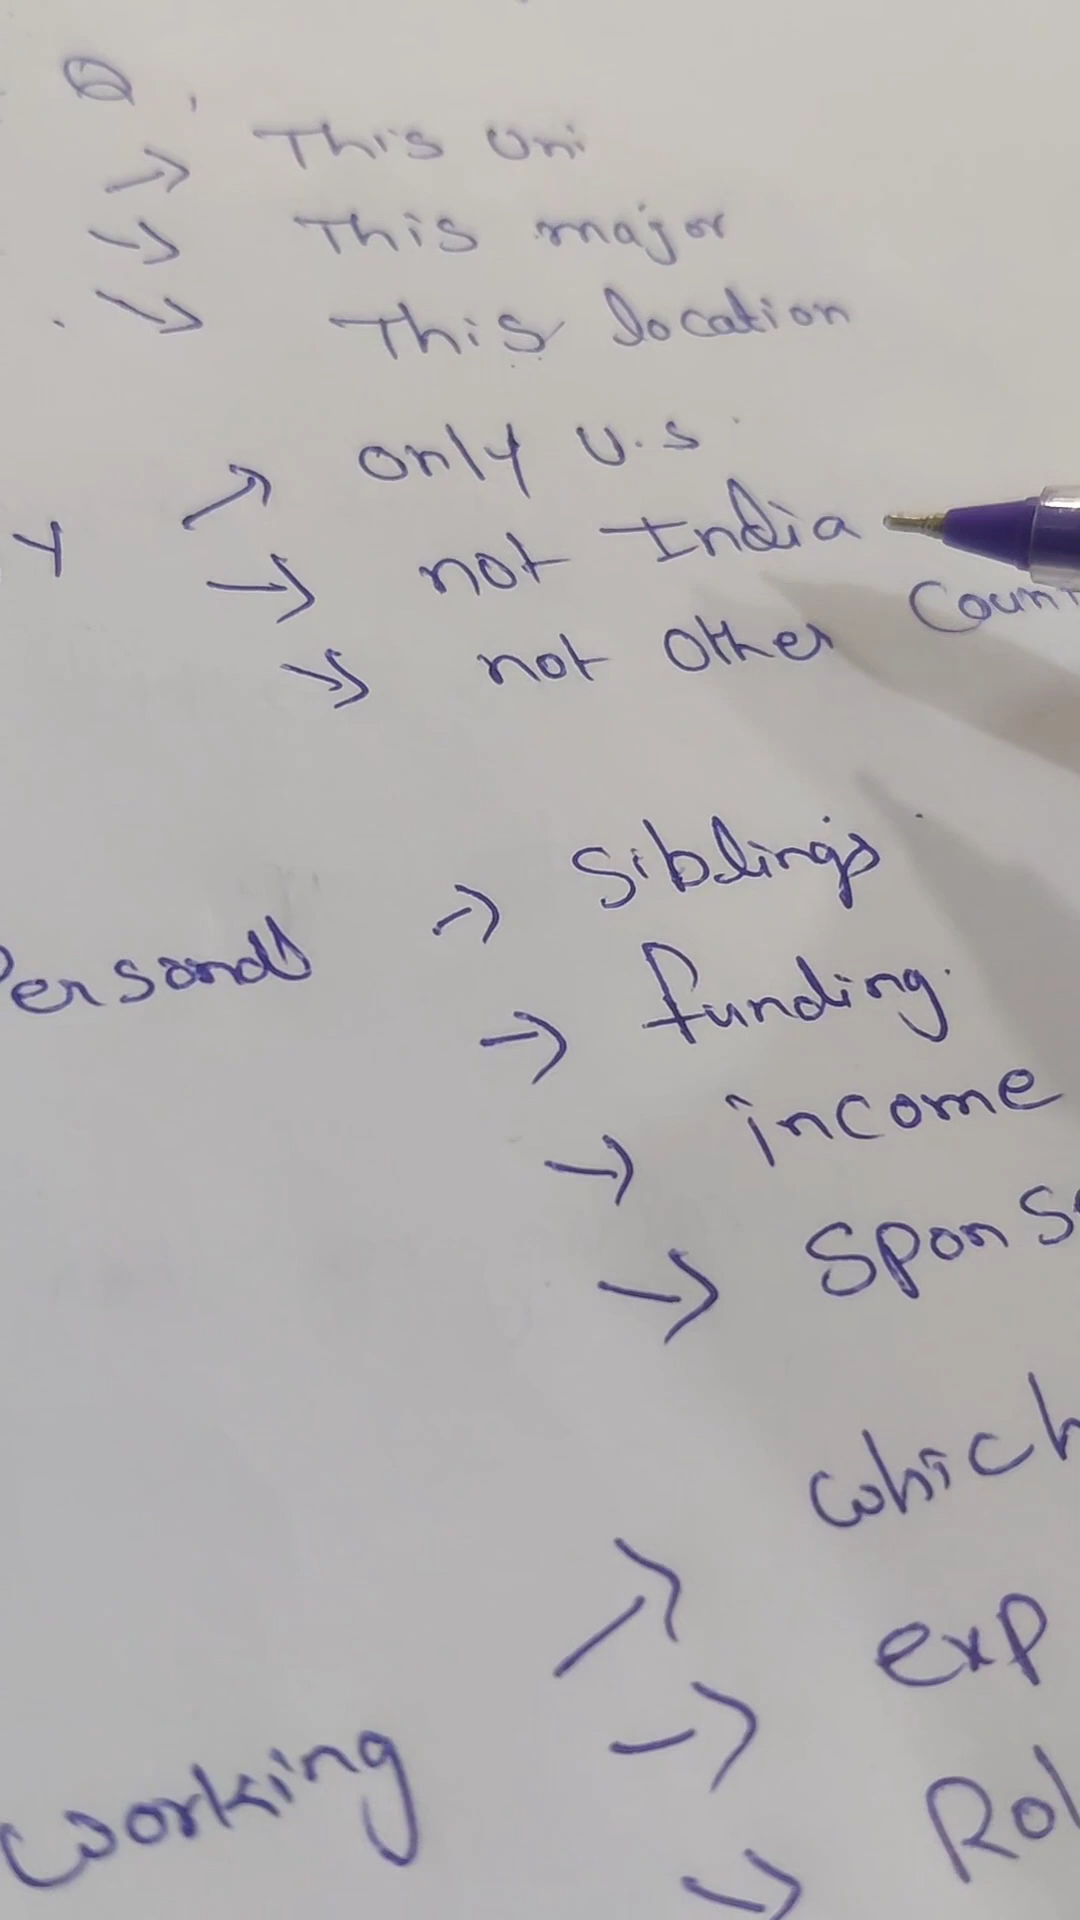 Q.
→ This Uni
→ This major
→ This location
Y → only U.S.
→ not India
→ not Other Count
Personal → Siblings
→ funding
→ income
→ Spons
which
Working → exp
→ Rol